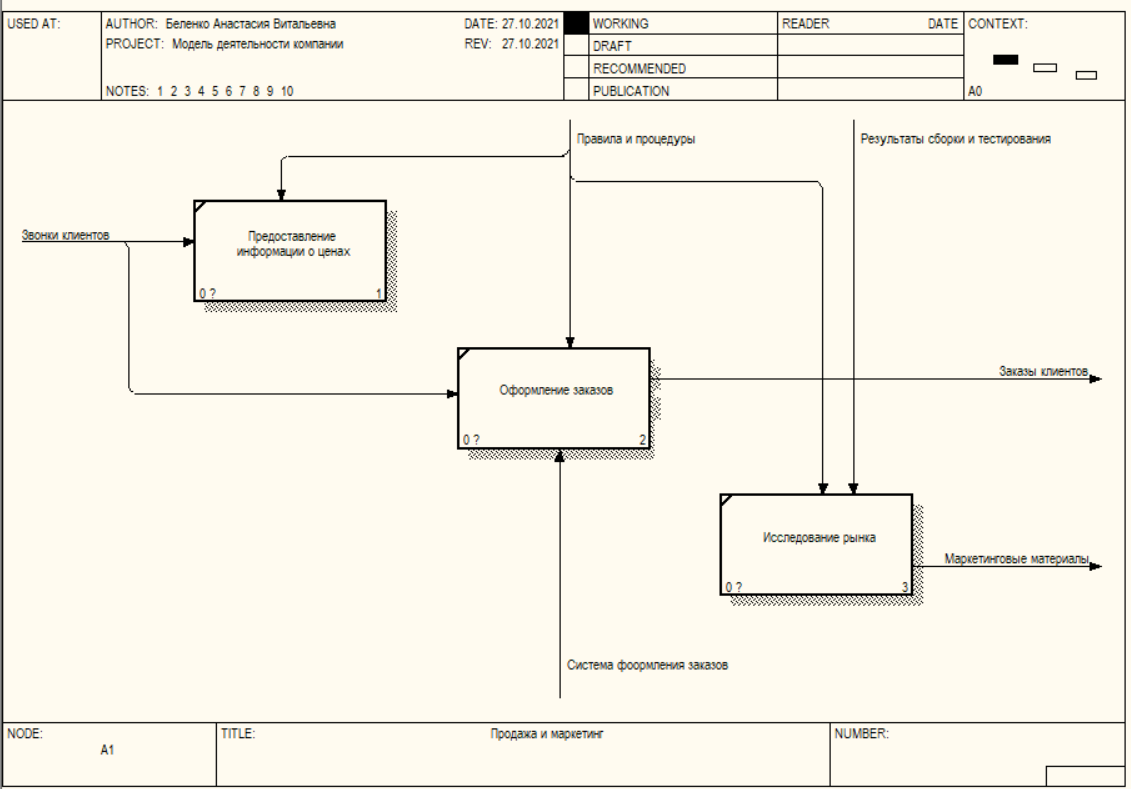 USED AT:
AUTHOR: Беленко Анастасия Витальевна
DATE: 27.10.2021
PROJECT: Модель деятельности компании
REV: 27.10.2021
NOTES: 1 2 3 4 5 6 7 8 9 10
WORKING
DRAFT
RECOMMENDED
PUBLICATION
READER
DATE
CONTEXT:
A0
Правила и процедуры
Результаты сборки и тестирования
Звонки клиентов
Предоставление
информации о ценах
0 ?
1
Оформление заказов
0 ?
2
Заказы клиентов
Исследование рынка
0 ?
3
Маркетинговые материалы
Система фоормления заказов
NODE:
A1
TITLE:
Продажа и маркетинг
NUMBER: